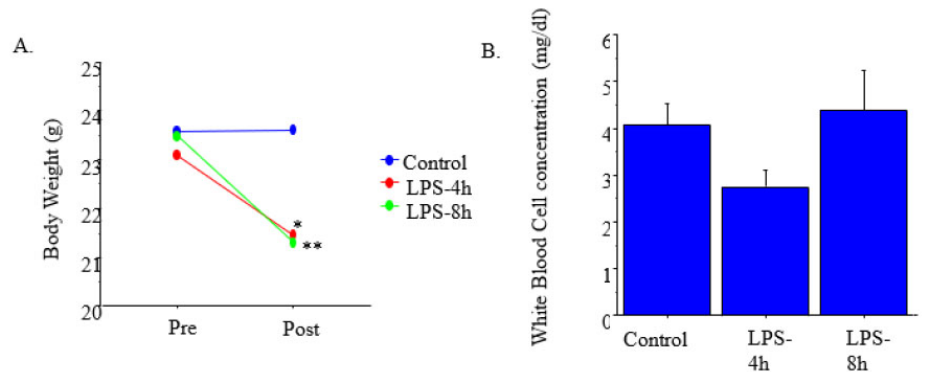 A.
Body Weight (g)
25
24
23
22
21
20
Pre
Post
*
**
Control
LPS-4h
LPS-8h
B.
White Blood Cell concentration (mg/dl)
6
5
4
3
2
1
0
Control
LPS-
4h
LPS-
8h